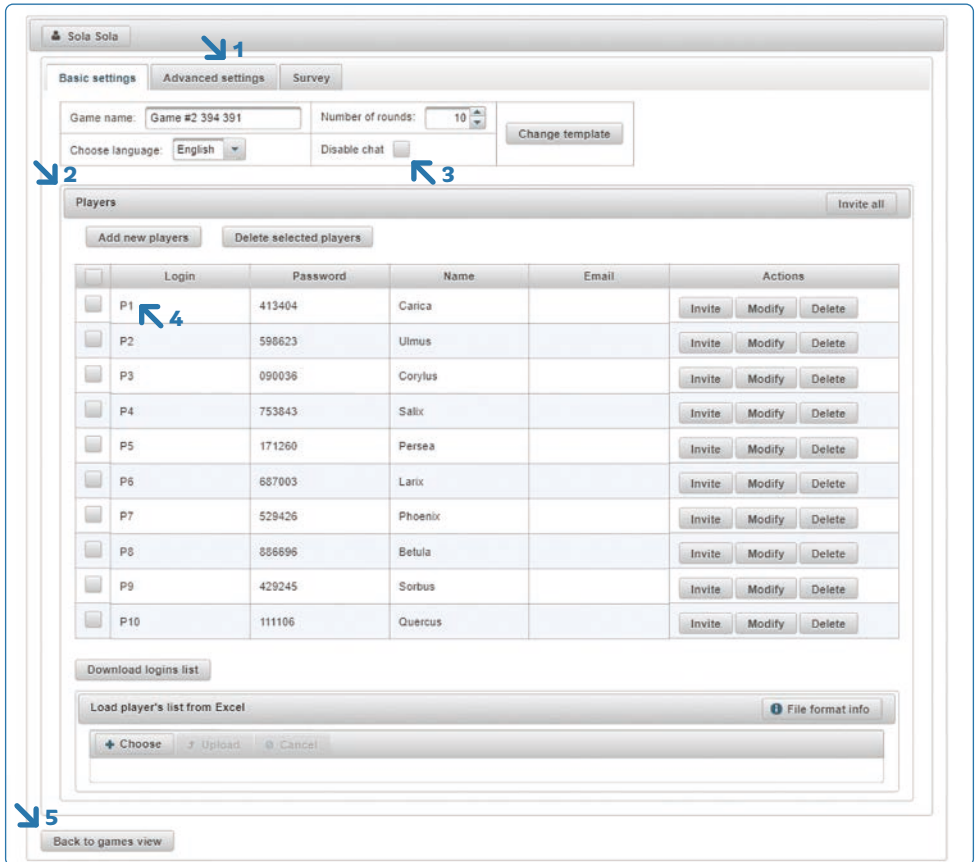 Sola Sola
1
Basic settings Advanced settings Survey
Game name: Game #2 394 391 Number of rounds: 10
Change template
Choose language: English Disable chat
2 3
Players Invite all
Add new players Delete selected players
Login Password Name Email Actions
P1 413404 Carica Invite Modify Delete
4
P2 598623 Ulmus Invite Modify Delete
P3 090036 Corylus Invite Modify Delete
P4 753843 Salix Invite Modify Delete
P5 171260 Persea Invite Modify Delete
P6 687003 Larix Invite Modify Delete
P7 529426 Phoenix Invite Modify Delete
P8 886696 Betula Invite Modify Delete
P9 429245 Sorbus Invite Modify Delete
P10 111106 Quercus Invite Modify Delete
Download logins list
Load player's list from Excel File format info
Choose Upload Cancel
5
Back to games view